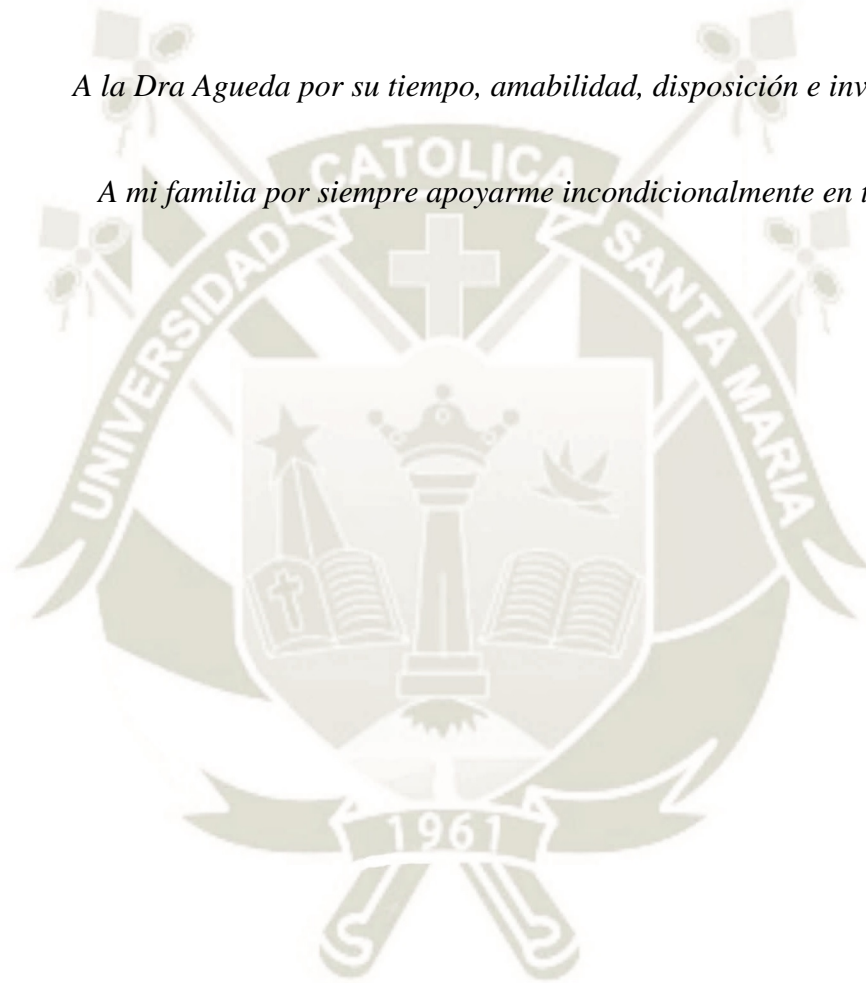 A la Dra Agueda por su tiempo, amabilidad, disposición e
A mi familia por siempre apoyarme incondicionalmente en
UNIVERSIDAD CATOLICA SANTA MARIA
1961